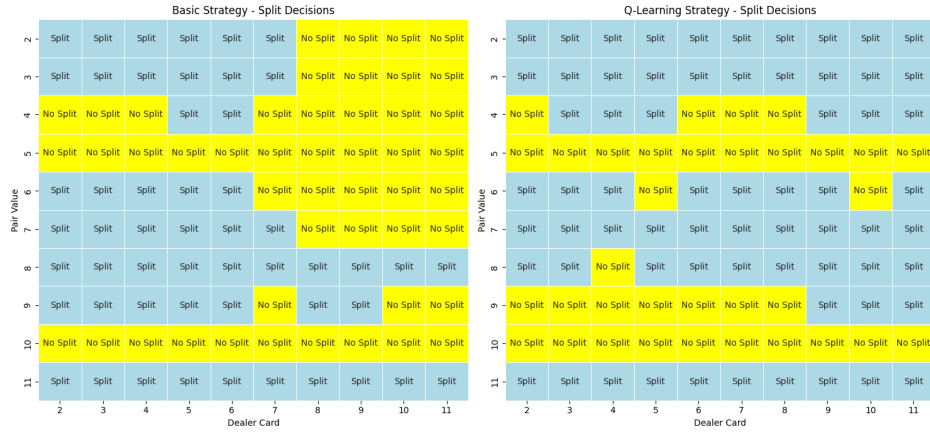 Basic Strategy - Split Decisions
Pair Value
2 Split Split Split Split Split Split No Split No Split No Split No Split
3 Split Split Split Split Split Split No Split No Split No Split No Split
4 No Split No Split No Split Split Split No Split No Split No Split No Split No Split
5 No Split No Split No Split No Split No Split No Split No Split No Split No Split No Split
6 Split Split Split Split Split No Split No Split No Split No Split No Split
7 Split Split Split Split Split Split No Split No Split No Split No Split
8 Split Split Split Split Split Split Split Split Split Split
9 Split Split Split Split Split No Split Split Split No Split No Split
10 No Split No Split No Split No Split No Split No Split No Split No Split No Split No Split
11 Split Split Split Split Split Split Split Split Split Split
2 3 4 5 6 7 8 9 10 11
Dealer Card
Q-Learning Strategy - Split Decisions
Pair Value
2 Split Split Split Split Split Split Split Split Split Split
3 Split Split Split Split Split Split Split Split Split Split
4 No Split Split Split Split No Split No Split No Split Split Split Split
5 No Split No Split No Split No Split No Split No Split No Split No Split No Split No Split
6 Split Split Split No Split Split Split Split Split No Split Split
7 Split Split Split Split Split Split Split Split Split Split
8 Split Split No Split Split Split Split Split Split Split Split
9 No Split No Split No Split No Split No Split No Split No Split Split Split Split
10 No Split No Split No Split No Split No Split No Split No Split No Split No Split No Split
11 Split Split Split Split Split Split Split Split Split Split
2 3 4 5 6 7 8 9 10 11
Dealer Card